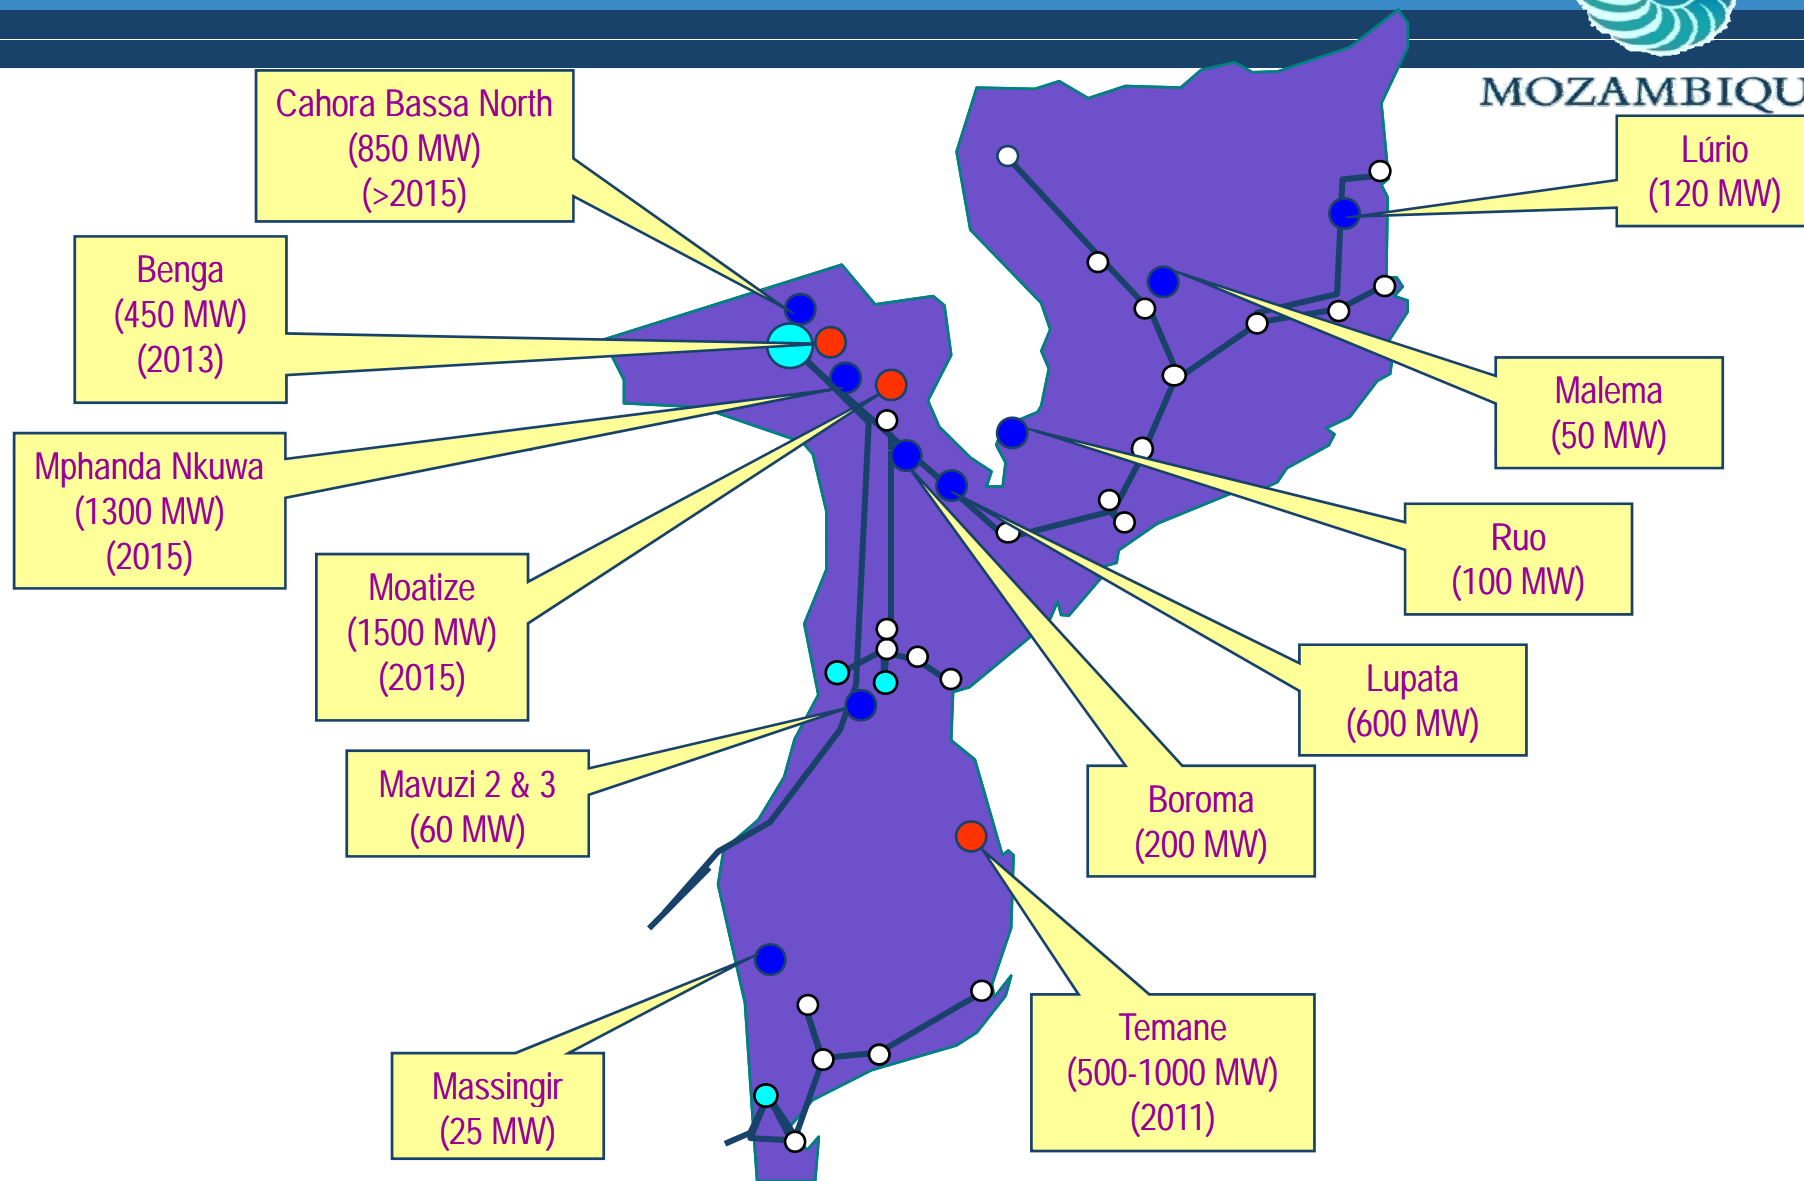 MOZAMBIQU
Cahora Bassa North
(850 MW)
(>2015)
Lúrio
(120 MW)
Benga
(450 MW)
(2013)
Malema
(50 MW)
Mphanda Nkuwa
(1300 MW)
(2015)
Ruo
(100 MW)
Moatize
(1500 MW)
(2015)
Lupata
(600 MW)
Mavuzi 2 & 3
(60 MW)
Boroma
(200 MW)
Temane
(500-1000 MW)
(2011)
Massingir
(25 MW)